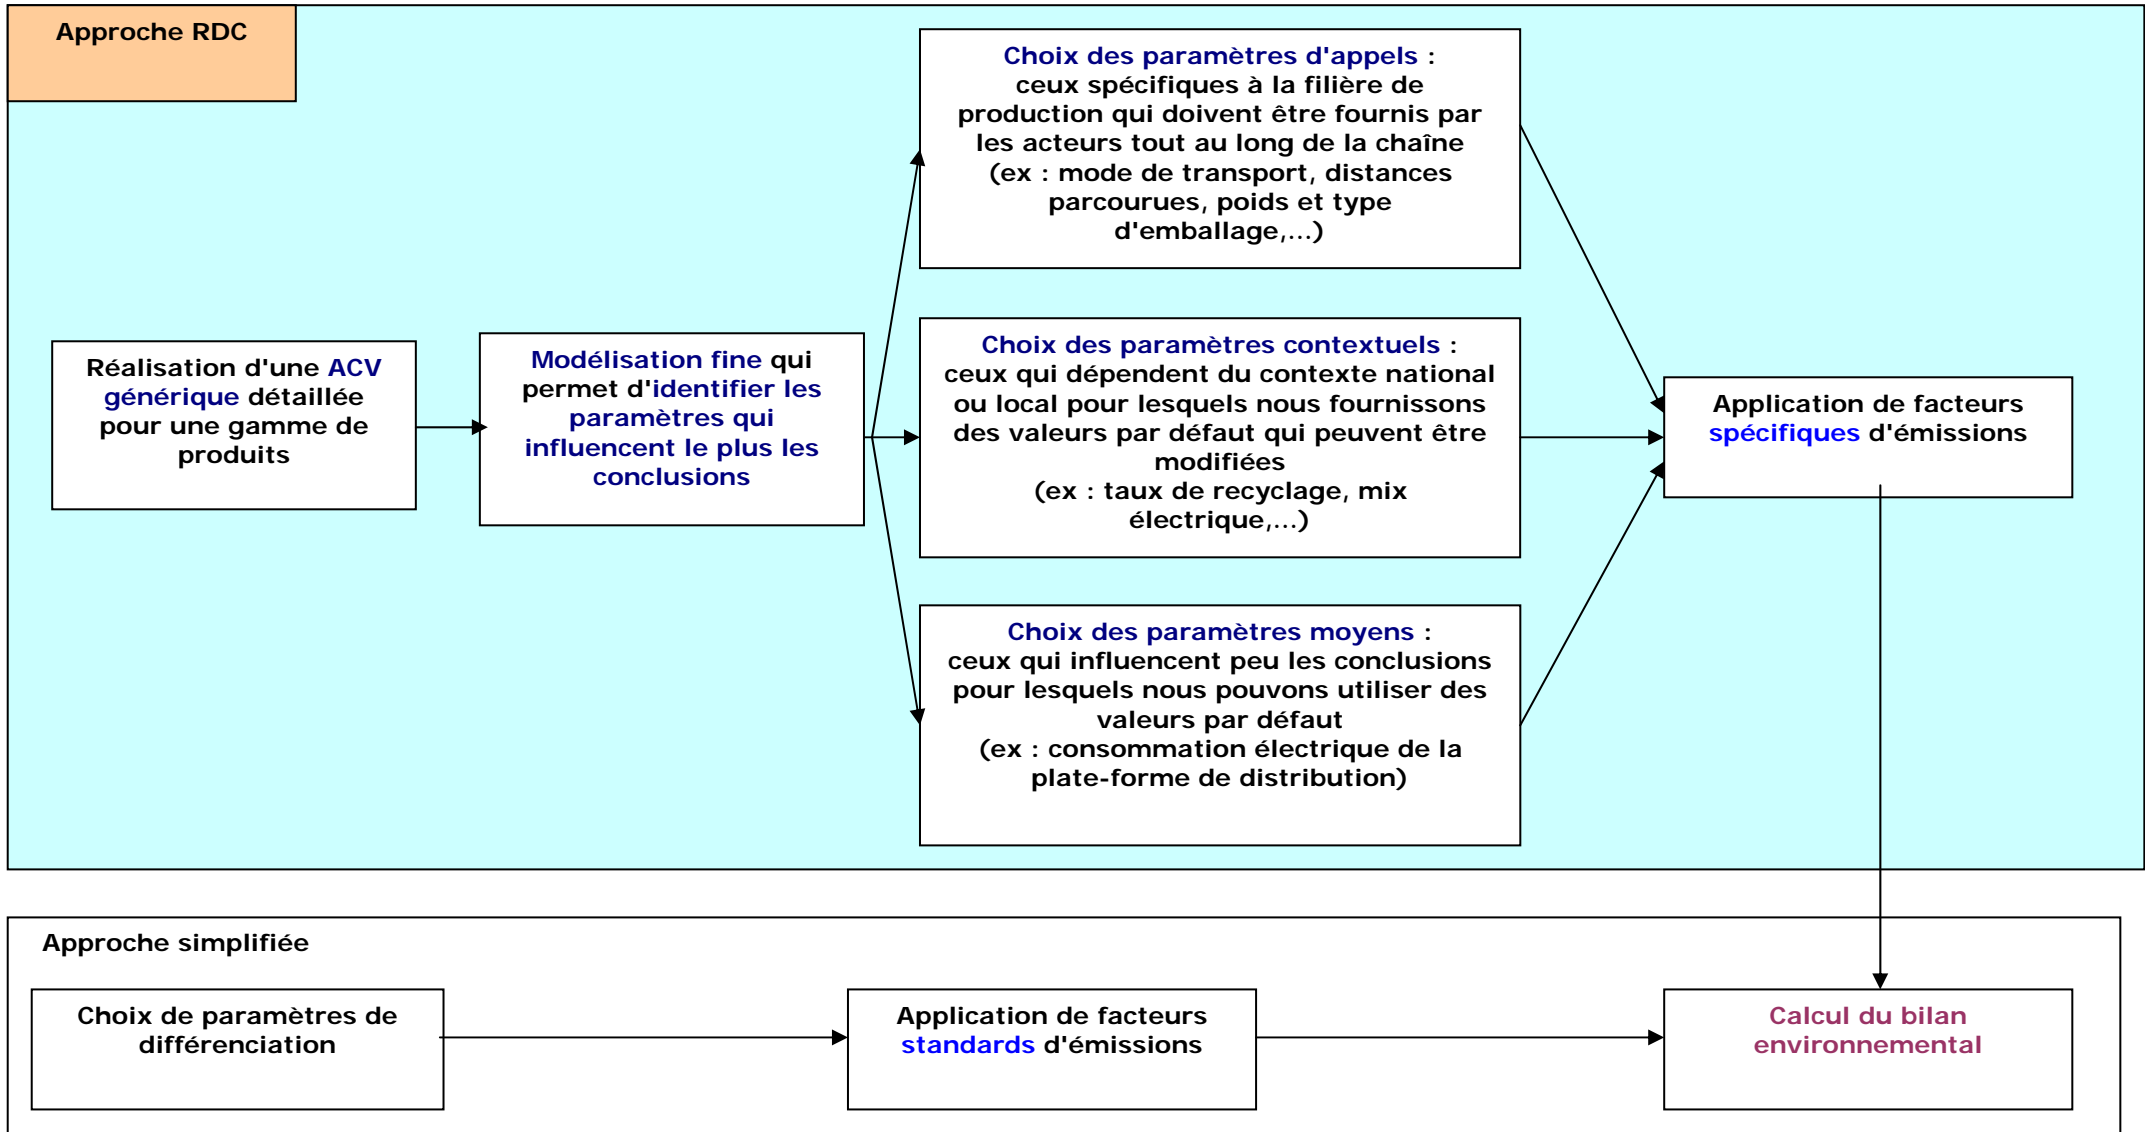 Approche RDC
Choix des paramètres d'appels :
ceux spécifiques à la filière de
production qui doivent être fournis par
les acteurs tout au long de la chaîne
(ex : mode de transport, distances
parcourues, poids et type
d'emballage,...)
Réalisation d'une ACV
générique détaillée
pour une gamme de
produits
Modélisation fine qui
permet d'identifier les
paramètres qui
influencent le plus les
conclusions
Choix des paramètres contextuels :
ceux qui dépendent du contexte national
ou local pour lesquels nous fournissons
des valeurs par défaut qui peuvent être
modifiées
(ex : taux de recyclage, mix
électrique,...)
Choix des paramètres moyens :
ceux qui influencent peu les conclusions
pour lesquels nous pouvons utiliser des
valeurs par défaut
(ex : consommation électrique de la
plate-forme de distribution)
Application de facteurs
spécifiques d'émissions
Approche simplifiée
Choix de paramètres de
différenciation
Application de facteurs
standards d'émissions
Calcul du bilan
environnemental